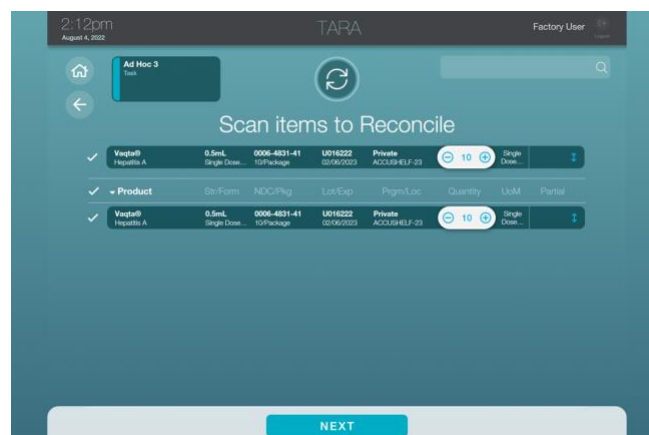 2:12pm
August 4, 2022
TARA
Factory User
Logout
Ad Hoc 3
Task
Scan items to Reconcile
Vaqta® 0.5mL 0006-4831-41 U016222 Private 10 Single
Hepatitis A Single Dose... 10/Package 02/06/2023 ACCUSHELF-23 Dose...
Product Str/Form NDC/Pkg Lot/Exp Prgm/Loc Quantity UoM Partial
Vaqta® 0.5mL 0006-4831-41 U016222 Private 10 Single
Hepatitis A Single Dose... 10/Package 02/06/2023 ACCUSHELF-23 Dose...
NEXT